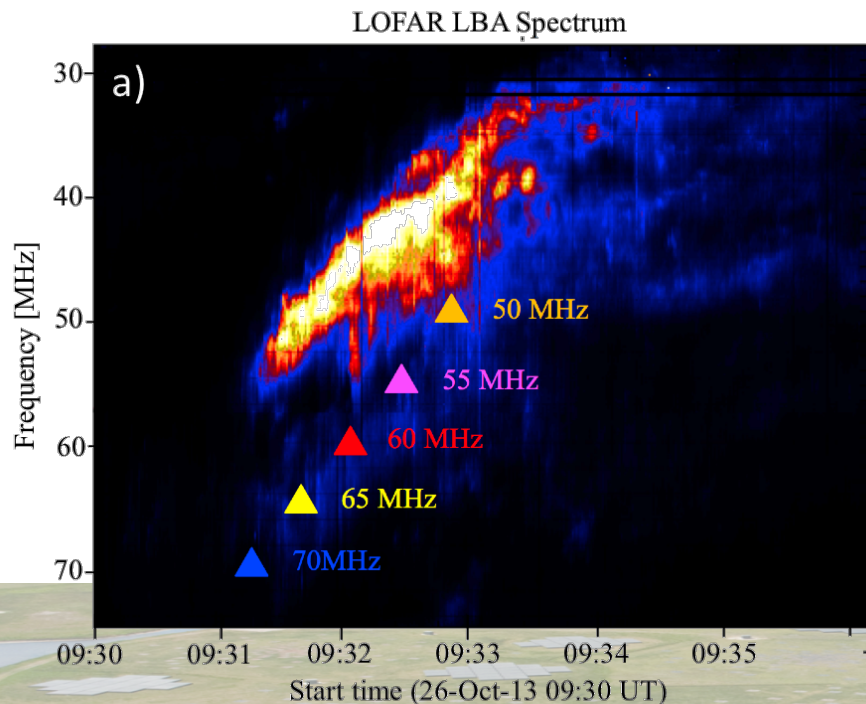 LOFAR LBA Spectrum
a)
30
40
50
60
70
Frequency [MHz]
50 MHz
55 MHz
60 MHz
65 MHz
70MHz
09:30 09:31 09:32 09:33 09:34 09:35
Start time (26-Oct-13 09:30 UT)